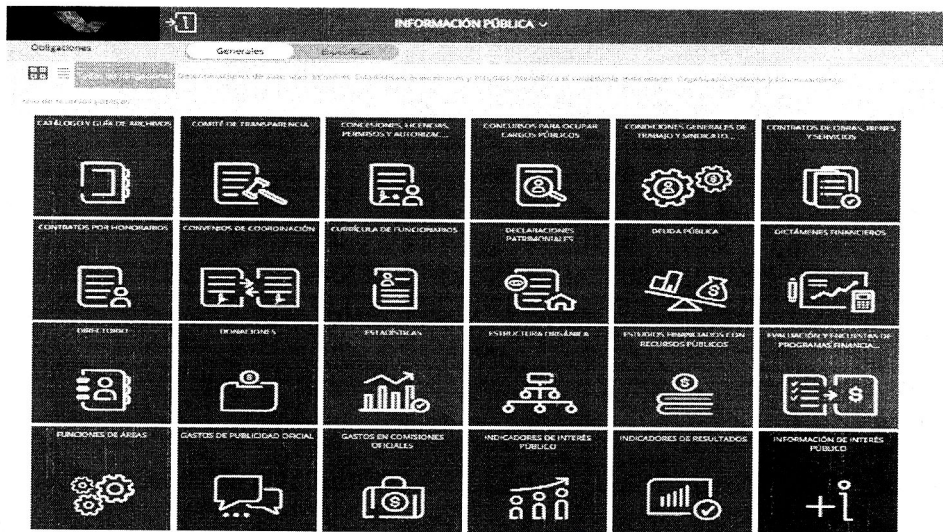 INFORMACIÓN PÚBLICA
Obligaciones
Generales
Específicas
CATÁLOGO Y GUÍA DE ARCHIVOS
COMITÉ DE TRANSPARENCIA
CONCESIONES, LICENCIAS,
PERMISOS Y AUTORIZAC...
CONCURSOS PARA OCUPAR
CARGOS PÚBLICOS
CONDICIONES GENERALES DE
TRABAJO Y SINDICATO...
CONTRATOS DE OBRAS, BIENES
Y SERVICIOS
CONTRATOS POR HONORARIOS
CONVENIOS DE COORDINACIÓN
CURRÍCULA DE FUNCIONARIOS
DECLARACIONES
PATRIMONIALES
DEUDA PÚBLICA
DICTÁMENES FINANCIEROS
DIRECTORIO
DONACIONES
ESTADÍSTICAS
ESTRUCTURA ORGÁNICA
ESTUDIOS FINANCIADOS CON
RECURSOS PÚBLICOS
EVALUACIÓN Y ENCUESTAS DE
PROGRAMAS FINANCIA...
FUNCIONES DE ÁREAS
GASTOS DE PUBLICIDAD OFICIAL
GASTOS EN COMISIONES
OFICIALES
INDICADORES DE INTERÉS
PÚBLICO
INDICADORES DE RESULTADOS
INFORMACIÓN DE INTERÉS
PÚBLICO